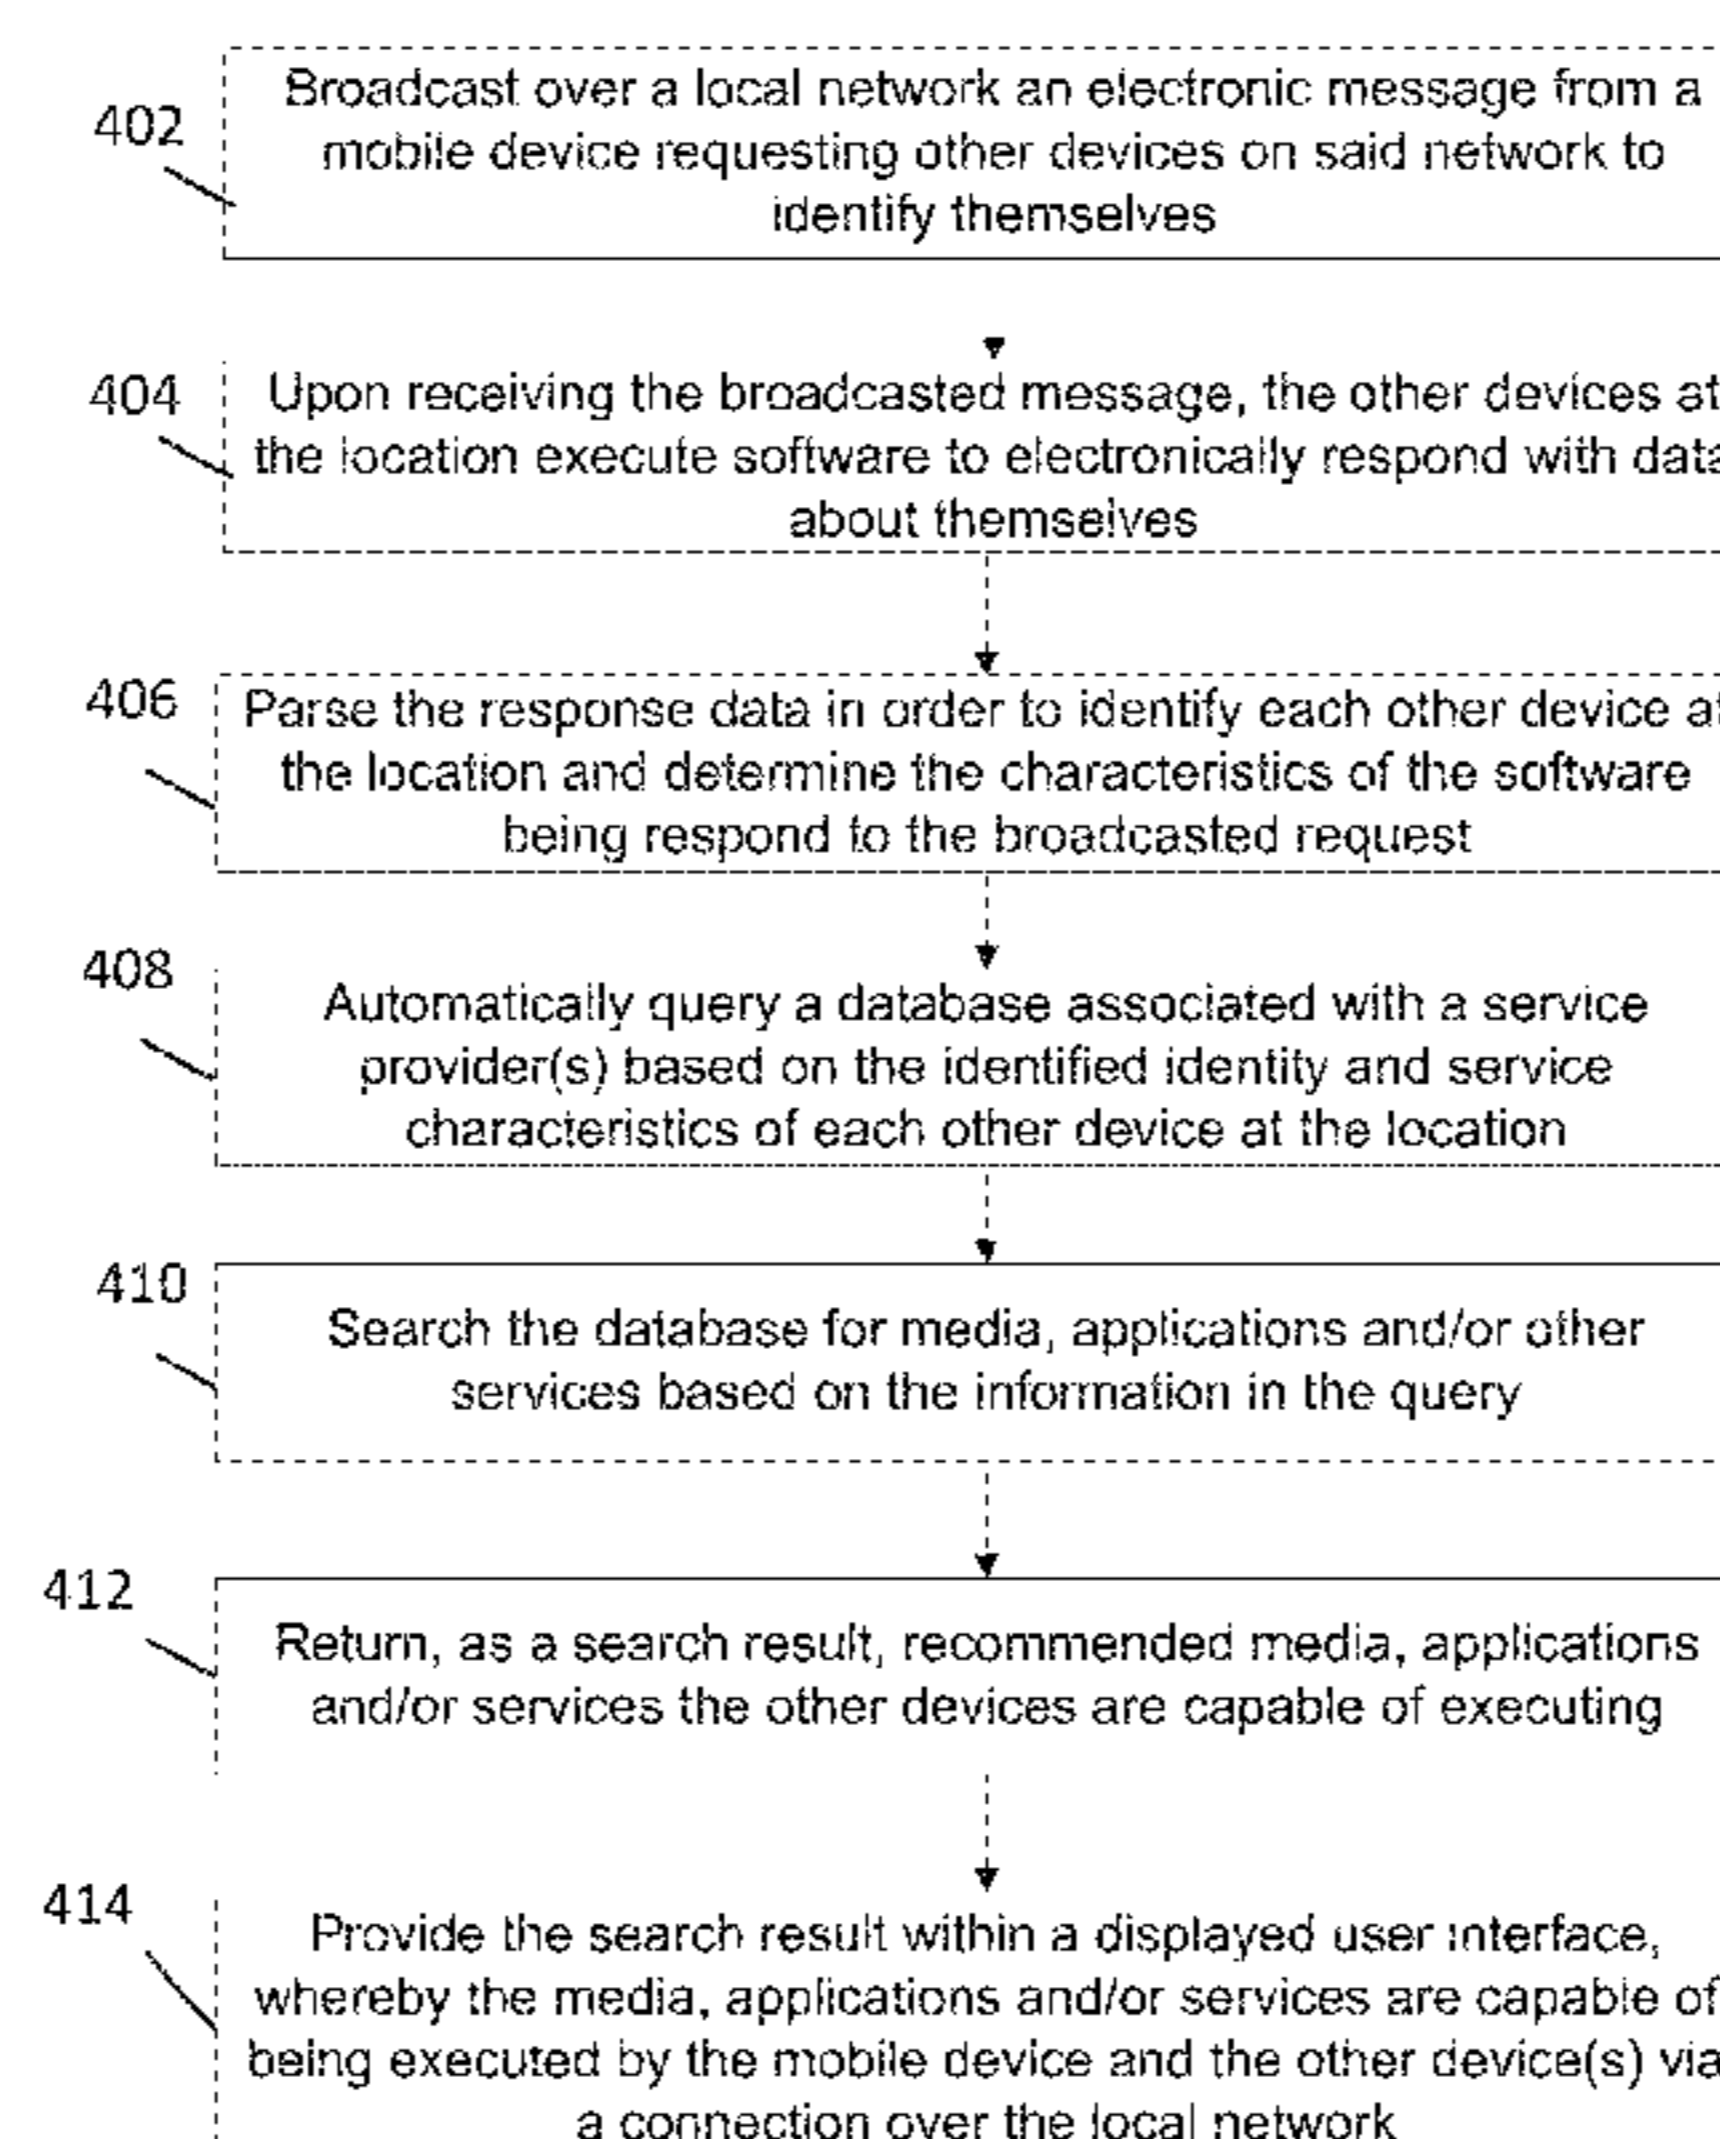 402
Broadcast over a local network an electronic message from a
mobile device requesting other devices on said network to
identify themselves
404
Upon receiving the broadcasted message, the other devices at
the location execute software to electronically respond with data
about themselves
406
Parse the response data in order to identify each other device at
the location and determine the characteristics of the software
being respond to the broadcasted request
408
Automatically query a database associated with a service
provider(s) based on the identified identity and service
characteristics of each other device at the location
410
Search the database for media, applications and/or other
services based on the information in the query
412
Return, as a search result, recommended media, applications
and/or services the other devices are capable of executing
414
Provide the search result within a displayed user interface,
whereby the media, applications and/or services are capable of
being executed by the mobile device and the other device(s) via
a connection over the local network